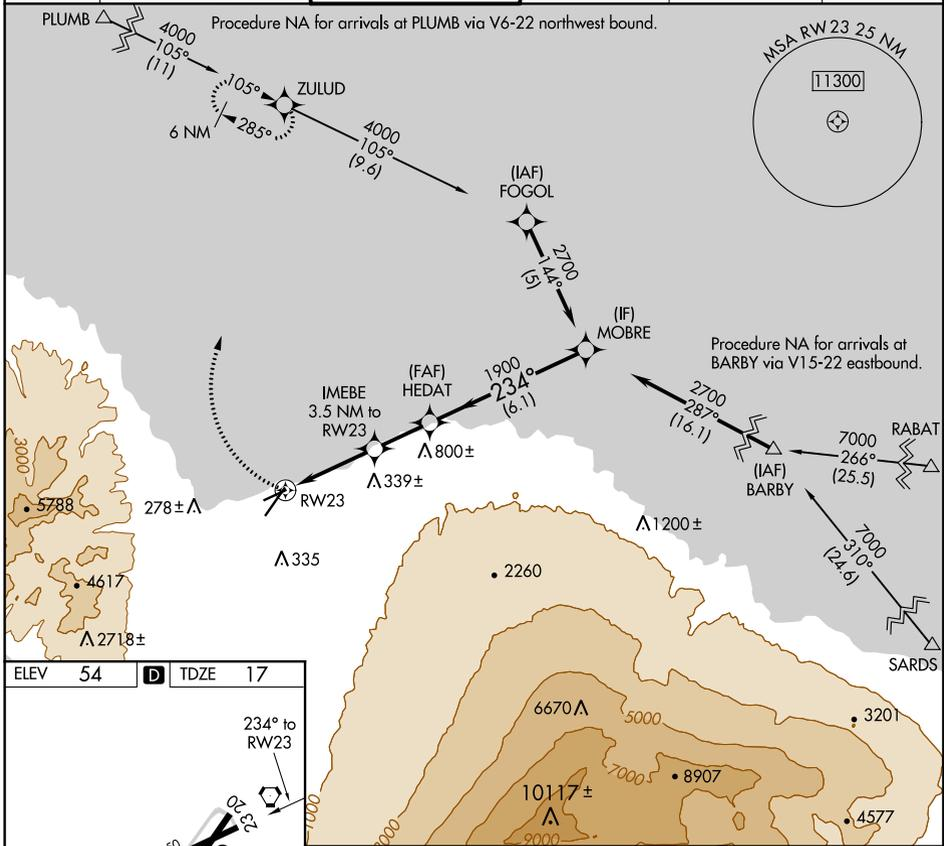 PLUMB
4000
105°
(11)
Procedure NA for arrivals at PLUMB via V6-22 northwest bound.
MSA RW23 25 NM
11300
105°
ZULUD
6 NM
285°
4000
105°
(9.6)
(IAF)
FOGOL
2700
144°
(5)
(IF)
MOBRE
Procedure NA for arrivals at
BARBY via V15-22 eastbound.
1900
234°
(6.1)
(FAF)
HEDAT
IMEBE
3.5 NM to
RW23
2700
287°
(16.1)
RABAT
7000
266°
(25.5)
(IAF)
BARBY
800±
339±
3000
5788
278±
RW23
1200±
7000
310°
(24.6)
335
2260
4617
2718±
SARDS
ELEV 54
D
TDZE 17
6670
5000
3201
234° to
RW23
7000
8907
10117±
1000
4577
20
23
9000